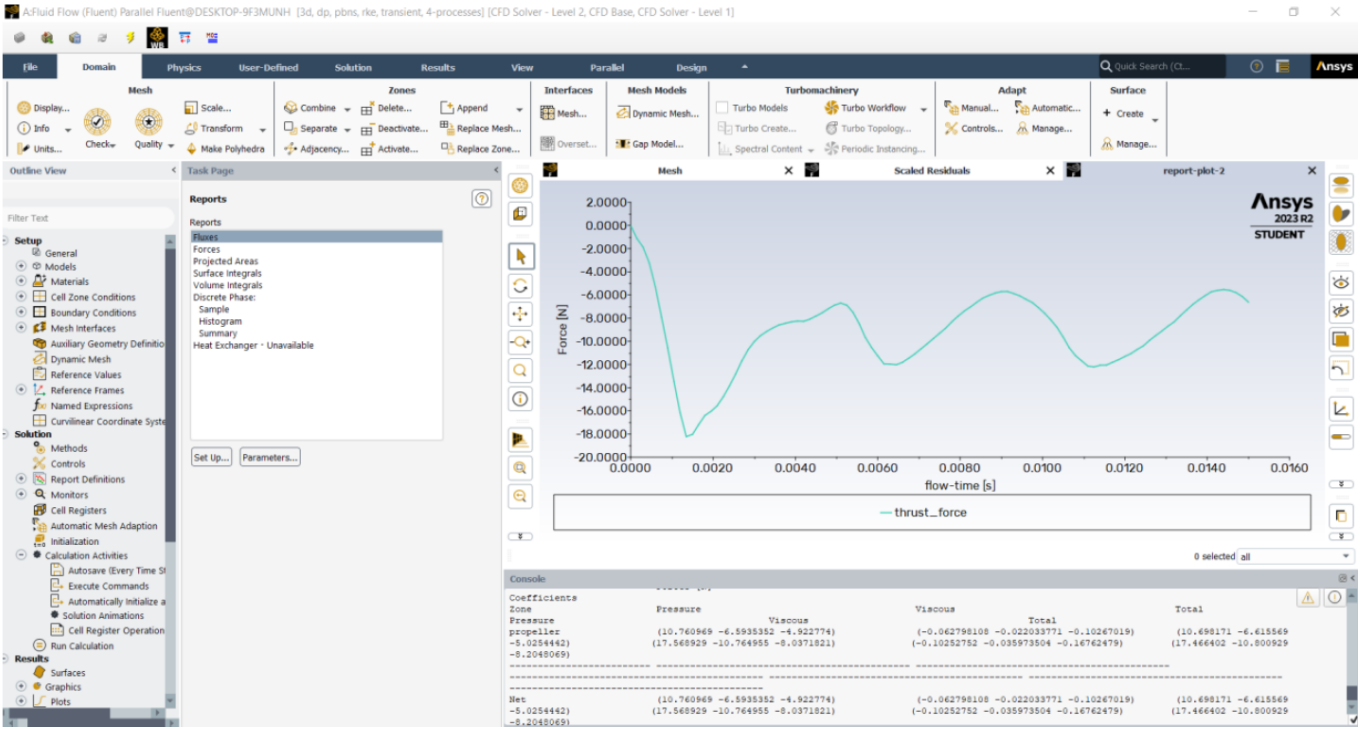 A:Fluid Flow (Fluent) Parallel Fluent@DESKTOP-9F3MUNH [3d, dp, pbns, rke, transient, 4-processes] [CFD Solver - Level 2, CFD Base, CFD Solver - Level 1]
WB
File Domain Physics User-Defined Solution Results View Parallel Design Quick Search (Ct... Ansys
Mesh
Display...
Info
Units...
Check
Quality
Scale...
Transform
Make Polyhedra
Zones
Combine
Delete...
Append
Separate
Deactivate...
Replace Mesh...
Adjacency...
Activate...
Replace Zone...
Interfaces
Mesh...
Overset...
Mesh Models
Dynamic Mesh...
Gap Model...
Turbomachinery
Turbo Models
Turbo Workflow
Turbo Create...
Turbo Topology...
Spectral Content
Periodic Instancing...
Adapt
Manual...
Automatic...
Controls...
Manage...
Surface
+ Create
Manage...
Outline View
Filter Text
Setup
General
Models
Materials
Cell Zone Conditions
Boundary Conditions
Mesh Interfaces
Auxiliary Geometry Definitio
Dynamic Mesh
Reference Values
Reference Frames
Named Expressions
Curvilinear Coordinate Syste
Solution
Methods
Controls
Report Definitions
Monitors
Cell Registers
Automatic Mesh Adaption
Initialization
Calculation Activities
Autosave (Every Time St
Execute Commands
Automatically Initialize a
Solution Animations
Cell Register Operation
Run Calculation
Results
Surfaces
Graphics
Plots
Task Page
Reports
Reports
Fluxes
Forces
Projected Areas
Surface Integrals
Volume Integrals
Discrete Phase:
Sample
Histogram
Summary
Heat Exchanger - Unavailable
Set Up...
Parameters...
Mesh
Scaled Residuals
report-plot-2
Ansys
2023 R2
STUDENT
2.0000
0.0000
-2.0000
-4.0000
-6.0000
-8.0000
-10.0000
-12.0000
-14.0000
-16.0000
-18.0000
-20.0000
Force [N]
0.0000 0.0020 0.0040 0.0060 0.0080 0.0100 0.0120 0.0140 0.0160
flow-time [s]
thrust_force
0 selected all
Console
Coefficients
Zone Pressure Viscous Total
Pressure Viscous Total
propeller (10.760969 -6.5935352 -4.922774) (-0.062798108 -0.022033771 -0.10267019) (10.698171 -6.615569
-5.0254442) (17.568929 -10.764955 -8.0371821) (-0.10252752 -0.035973504 -0.16762479) (17.466402 -10.800929
-8.2048069)
Net (10.760969 -6.5935352 -4.922774) (-0.062798108 -0.022033771 -0.10267019) (10.698171 -6.615569
-5.0254442) (17.568929 -10.764955 -8.0371821) (-0.10252752 -0.035973504 -0.16762479) (17.466402 -10.800929
-8.2048069)